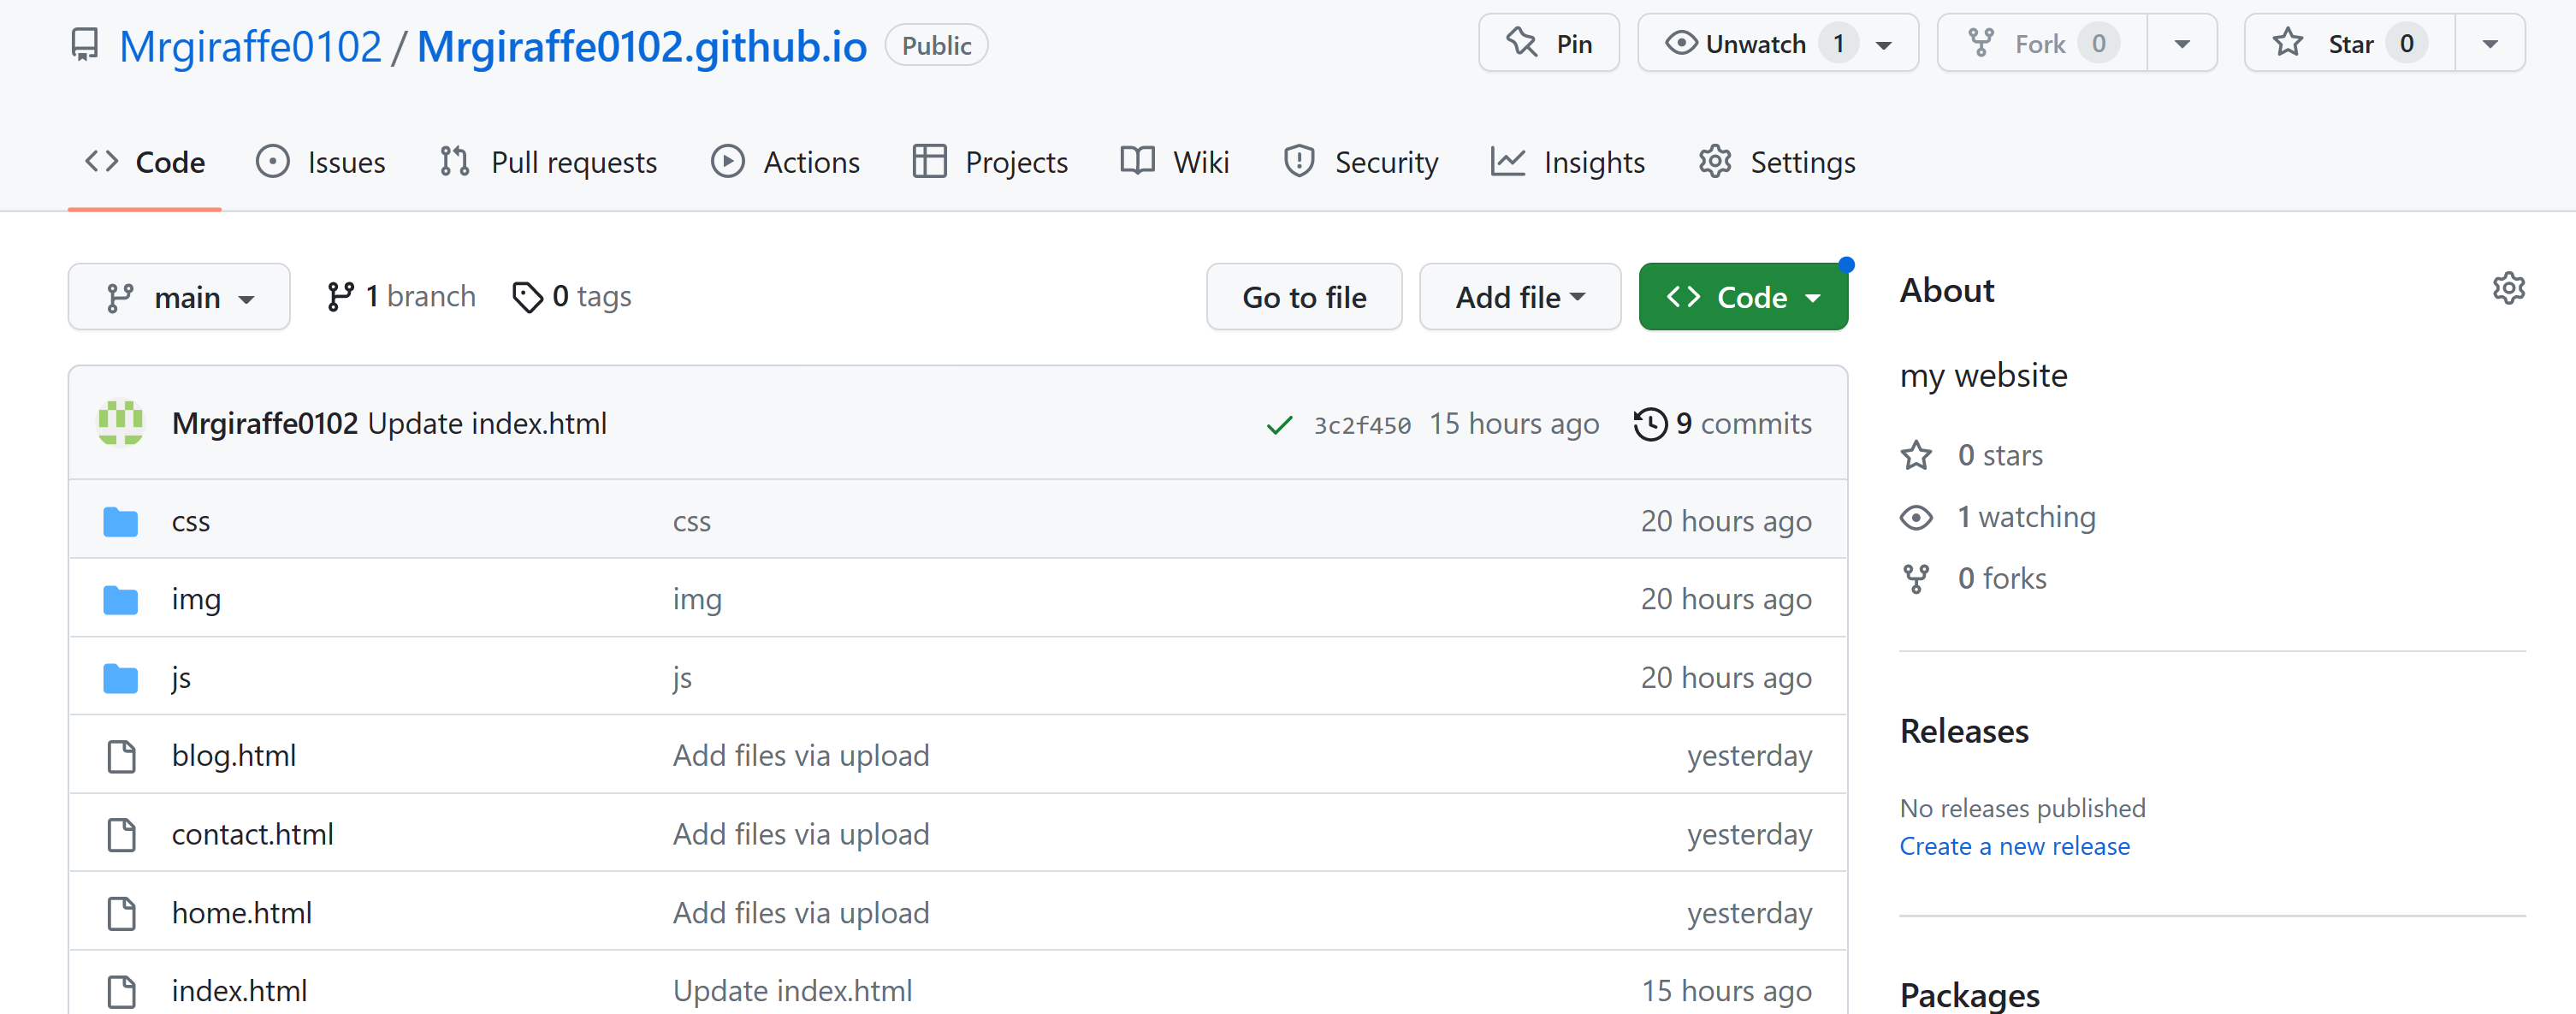 Mrgiraffe0102 / Mrgiraffe0102.github.io Public Pin Unwatch 1 Fork 0 Star 0
Code Issues Pull requests Actions Projects Wiki Security Insights Settings
main 1 branch 0 tags Go to file Add file Code
Mrgiraffe0102 Update index.html 3c2f450 15 hours ago 9 commits
css css 20 hours ago
img img 20 hours ago
js js 20 hours ago
blog.html Add files via upload yesterday
contact.html Add files via upload yesterday
home.html Add files via upload yesterday
index.html Update index.html 15 hours ago
About
my website
0 stars
1 watching
0 forks
Releases
No releases published
Create a new release
Packages